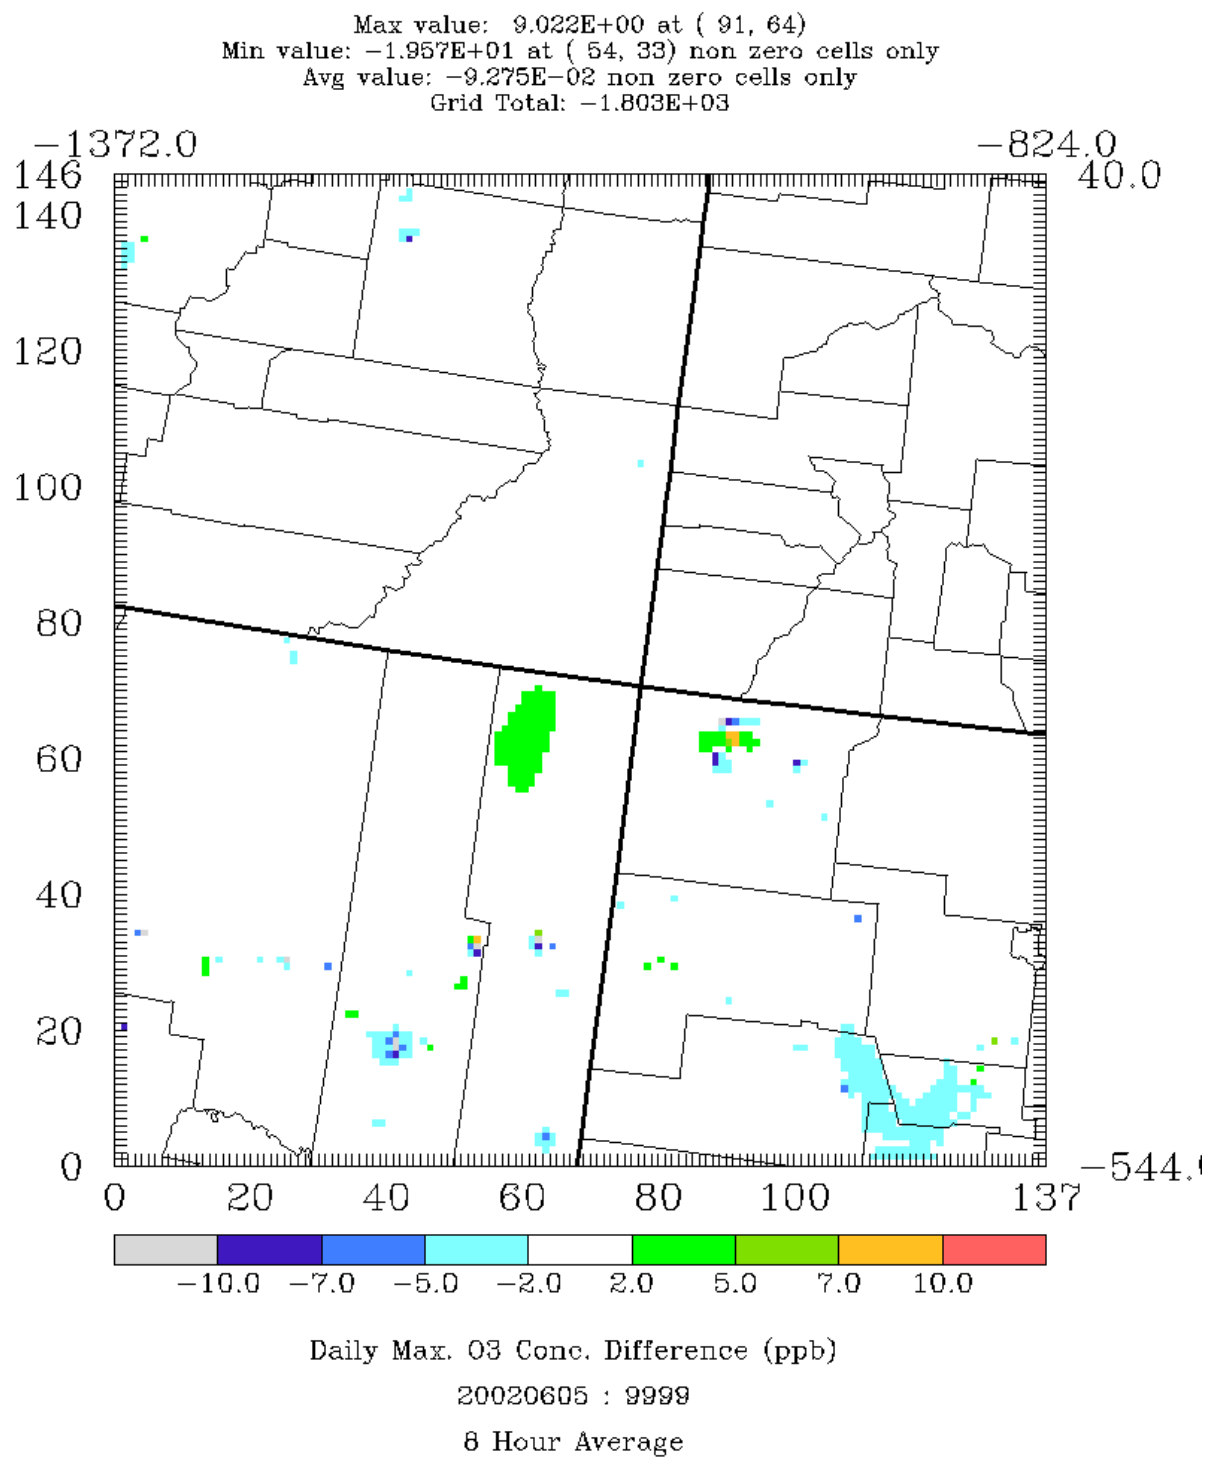 Max value: 9.022E+00 at ( 91, 64)
Min value: −1.957E+01 at ( 54, 33) non zero cells only
Avg value: −9.275E−02 non zero cells only
Grid Total: −1.803E+03
−1372.0 −824.0
146 40.0
140
120
100
80
60
40
20
0 −544.
0 20 40 60 80 100 137
−10.0 −7.0 −5.0 −2.0 2.0 5.0 7.0 10.0
Daily Max. O3 Conc. Difference (ppb)
20020605 : 9999
8 Hour Average